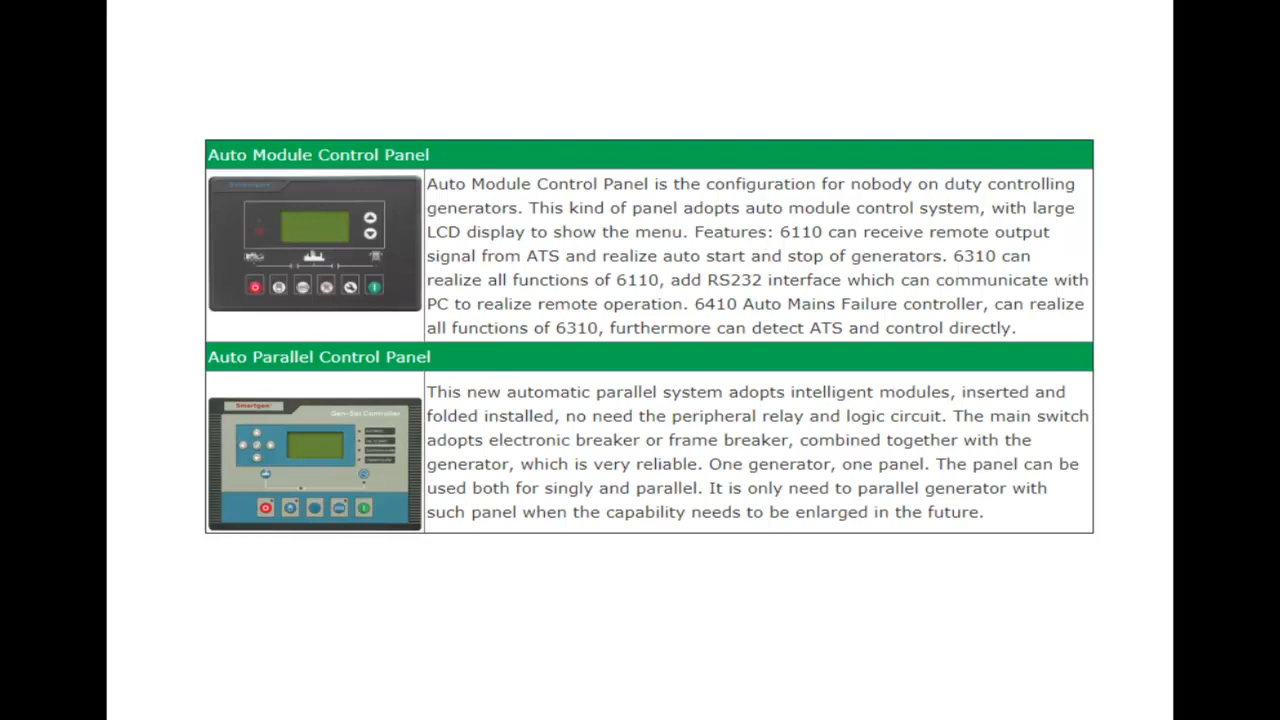 Auto Module Control Panel
Smartgen
Auto Module Control Panel is the configuration for nobody on duty controlling
generators. This kind of panel adopts auto module control system, with large
LCD display to show the menu. Features: 6110 can receive remote output
signal from ATS and realize auto start and stop of generators. 6310 can
realize all functions of 6110, add RS232 interface which can communicate with
PC to realize remote operation. 6410 Auto Mains Failure controller, can realize
all functions of 6310, furthermore can detect ATS and control directly.
Auto Parallel Control Panel
Smartgen
Gen-Set Controller
This new automatic parallel system adopts intelligent modules, inserted and
folded installed, no need the peripheral relay and logic circuit. The main switch
adopts electronic breaker or frame breaker, combined together with the
generator, which is very reliable. One generator, one panel. The panel can be
used both for singly and parallel. It is only need to parallel generator with
such panel when the capability needs to be enlarged in the future.